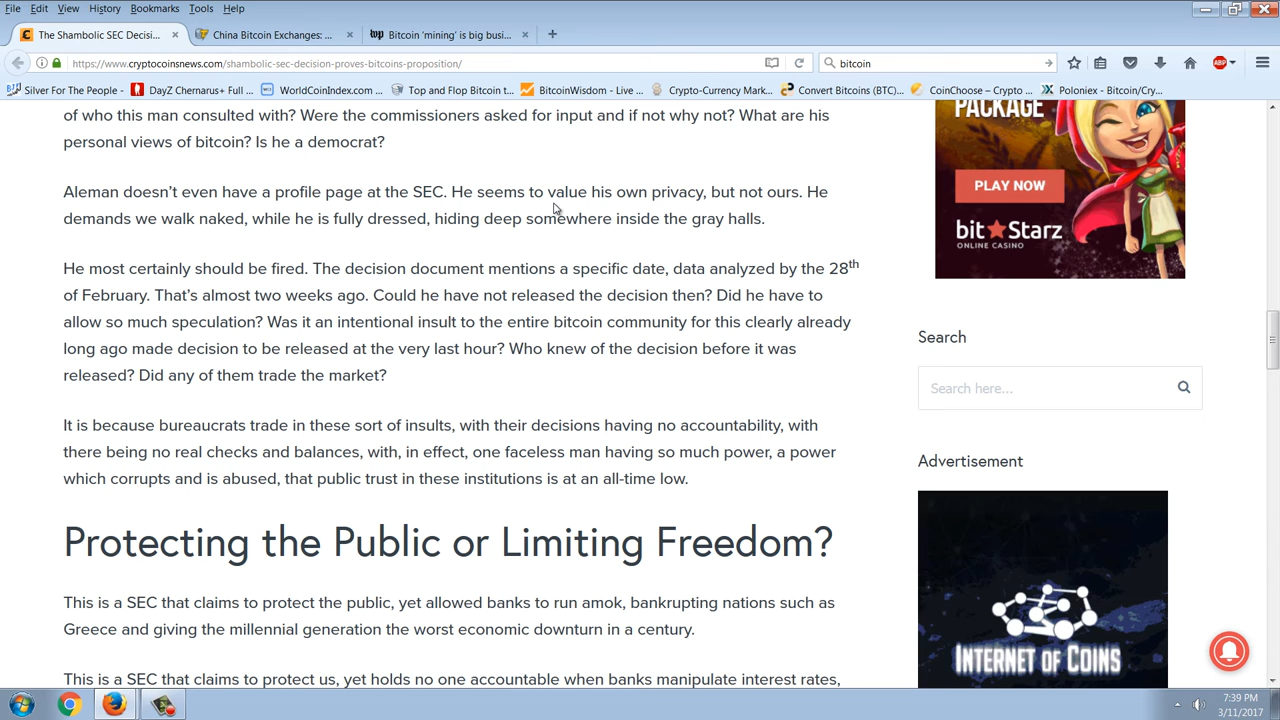 File Edit View History Bookmarks Tools Help
The Shambolic SEC Decisi... × China Bitcoin Exchanges: ... × Bitcoin 'mining' is big busi... ×
https://www.cryptocoinsnews.com/shambolic-sec-decision-proves-bitcoins-proposition/ bitcoin
Silver For The People - DayZ Chernarus+ Full ... WorldCoinIndex.com ... Top and Flop Bitcoin t... BitcoinWisdom - Live ... Crypto-Currency Mark... Convert Bitcoins (BTC)... CoinChoose – Crypto ... Poloniex - Bitcoin/Cry...
of who this man consulted with? Were the commissioners asked for input and if not why not? What are his
personal views of bitcoin? Is he a democrat?
Aleman doesn't even have a profile page at the SEC. He seems to value his own privacy, but not ours. He
demands we walk naked, while he is fully dressed, hiding deep somewhere inside the gray halls.
He most certainly should be fired. The decision document mentions a specific date, data analyzed by the 28th
of February. That's almost two weeks ago. Could he have not released the decision then? Did he have to
allow so much speculation? Was it an intentional insult to the entire bitcoin community for this clearly already
long ago made decision to be released at the very last hour? Who knew of the decision before it was
released? Did any of them trade the market?
It is because bureaucrats trade in these sort of insults, with their decisions having no accountability, with
there being no real checks and balances, with, in effect, one faceless man having so much power, a power
which corrupts and is abused, that public trust in these institutions is at an all-time low.
Protecting the Public or Limiting Freedom?
This is a SEC that claims to protect the public, yet allowed banks to run amok, bankrupting nations such as
Greece and giving the millennial generation the worst economic downturn in a century.
This is a SEC that claims to protect us, yet holds no one accountable when banks manipulate interest rates,
PACKAGE
PLAY NOW
bitStarz
ONLINE CASINO
Search
Search here...
Advertisement
INTERNET OF COINS
ABP
7:39 PM
3/11/2017